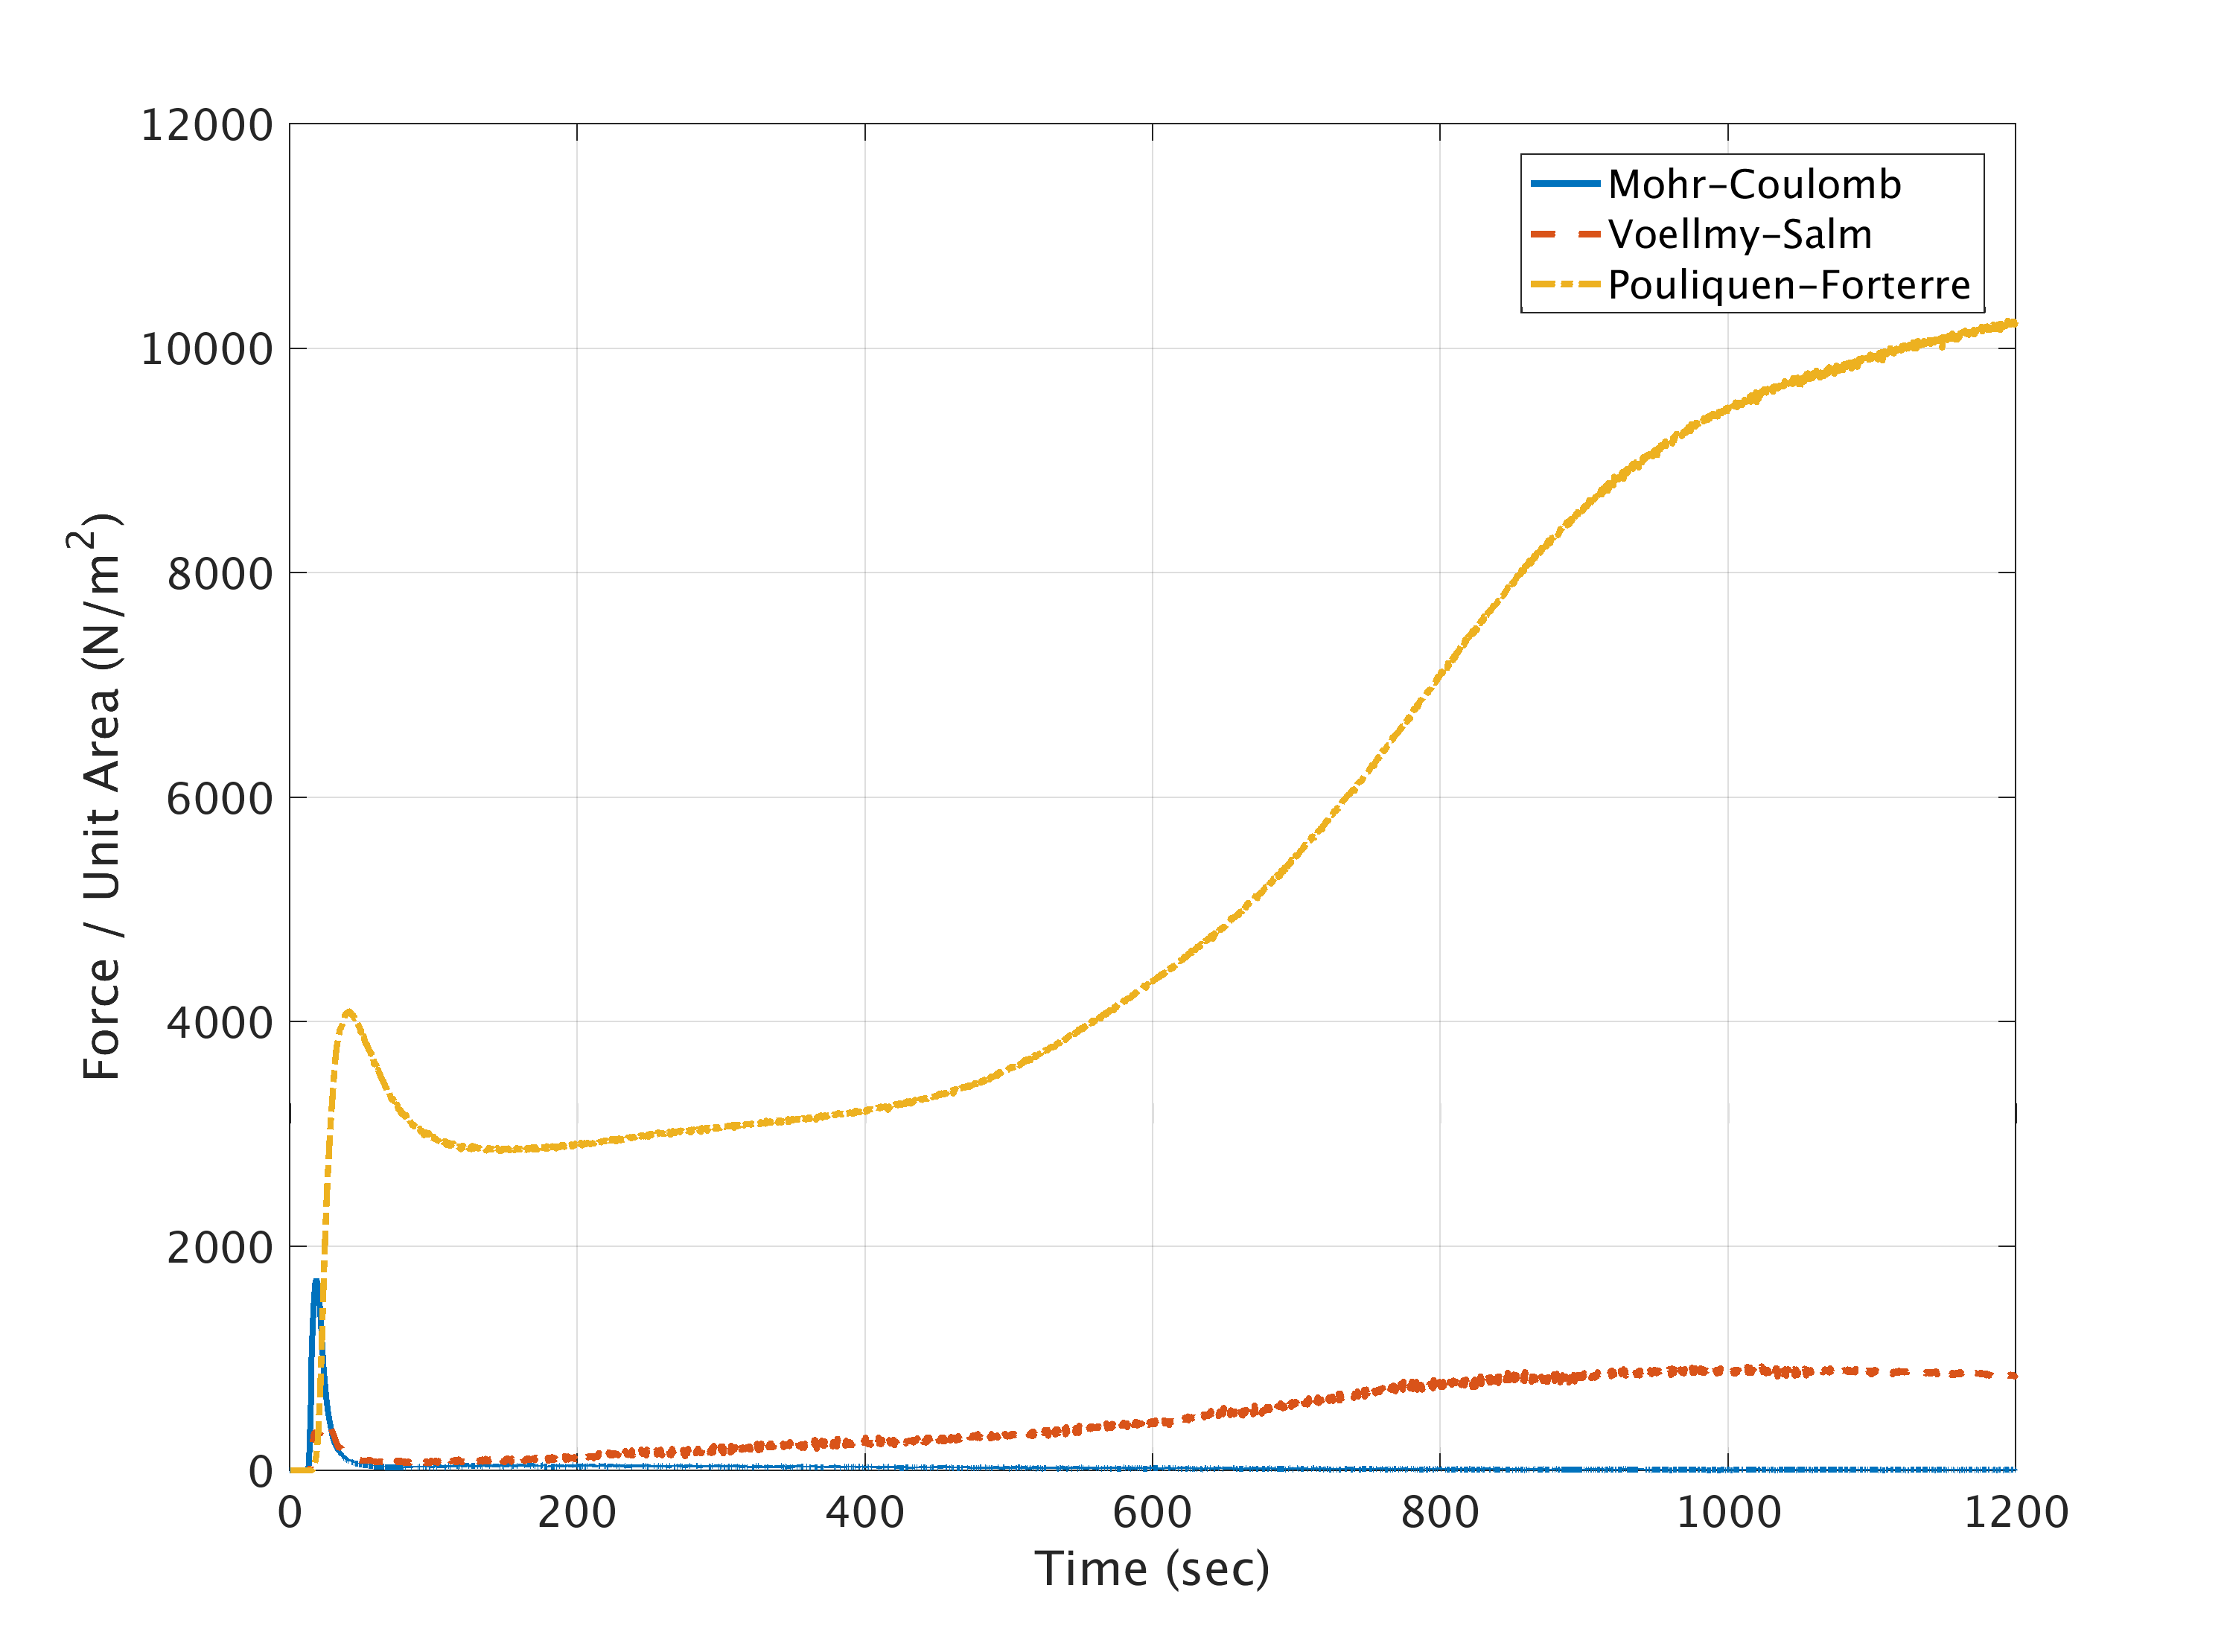 12000
10000
8000
6000
4000
2000
0
Force / Unit Area (N/m²)
Mohr–Coulomb
Voellmy–Salm
Pouliquen–Forterre
0 200 400 600 800 1000 1200
Time (sec)